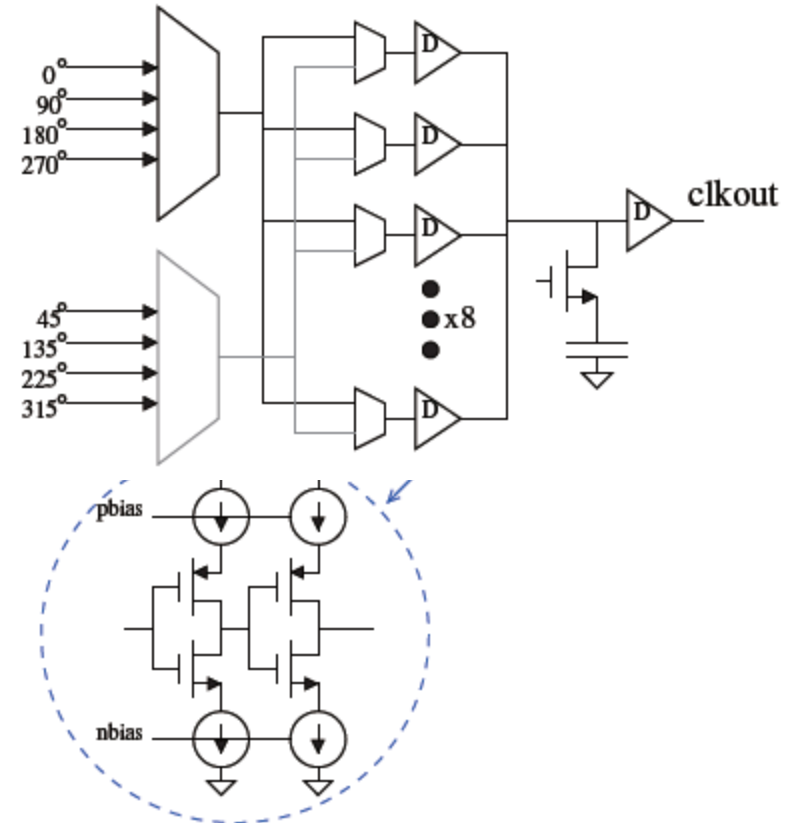 0°
90°
180°
270°
45°
135°
225°
315°
D
D
D
x8
D
D
clkout
pbias
nbias